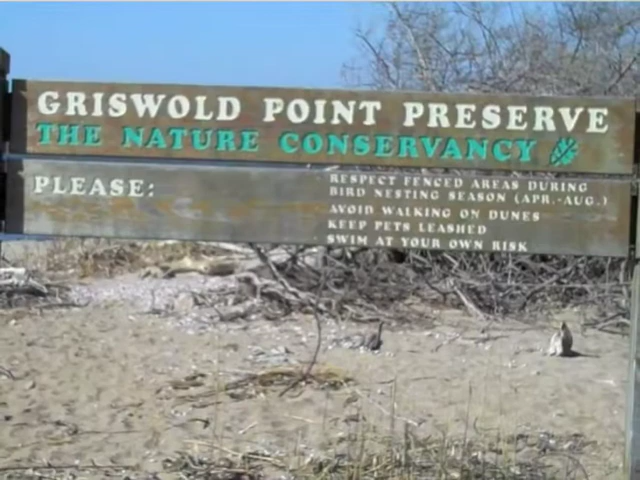 GRISWOLD POINT PRESERVE
THE NATURE CONSERVANCY
PLEASE:
RESPECT FENCED AREAS DURING
BIRD NESTING SEASON (APR.-AUG.)
AVOID WALKING ON DUNES
KEEP PETS LEASHED
SWIM AT YOUR OWN RISK